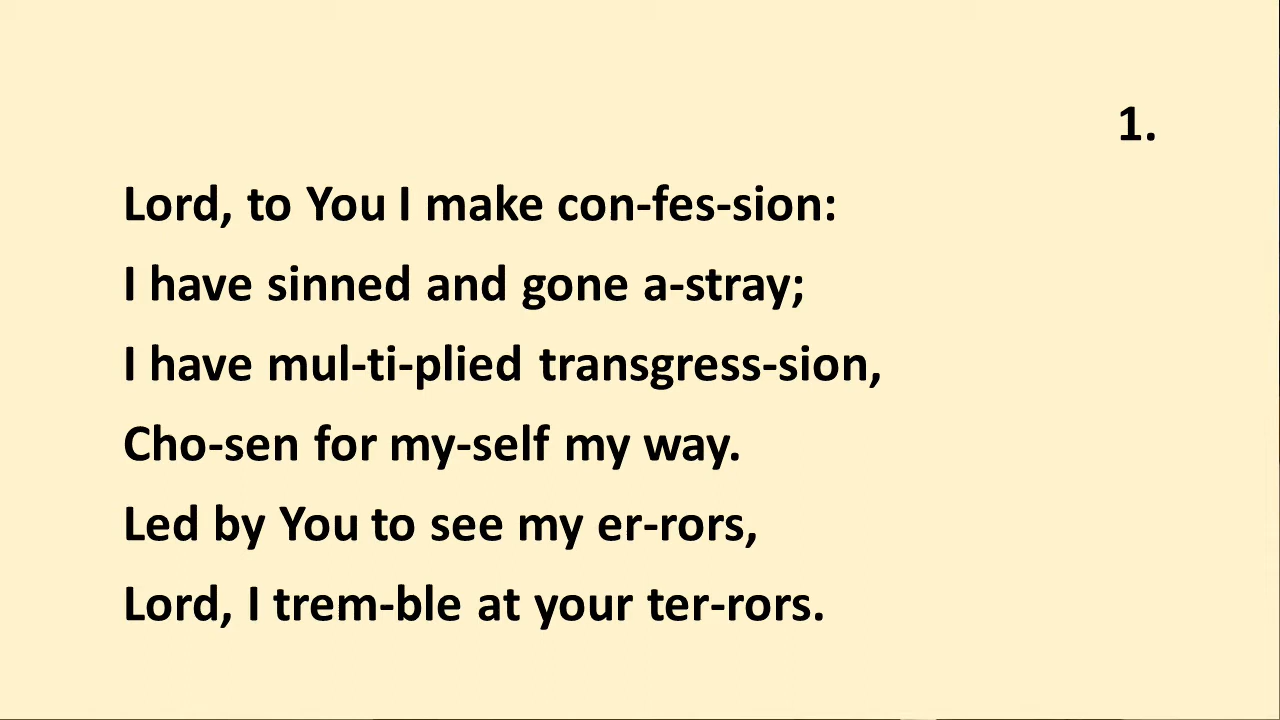 1.
Lord, to You I make con-fes-sion:
I have sinned and gone a-stray;
I have mul-ti-plied transgress-sion,
Cho-sen for my-self my way.
Led by You to see my er-rors,
Lord, I trem-ble at your ter-rors.